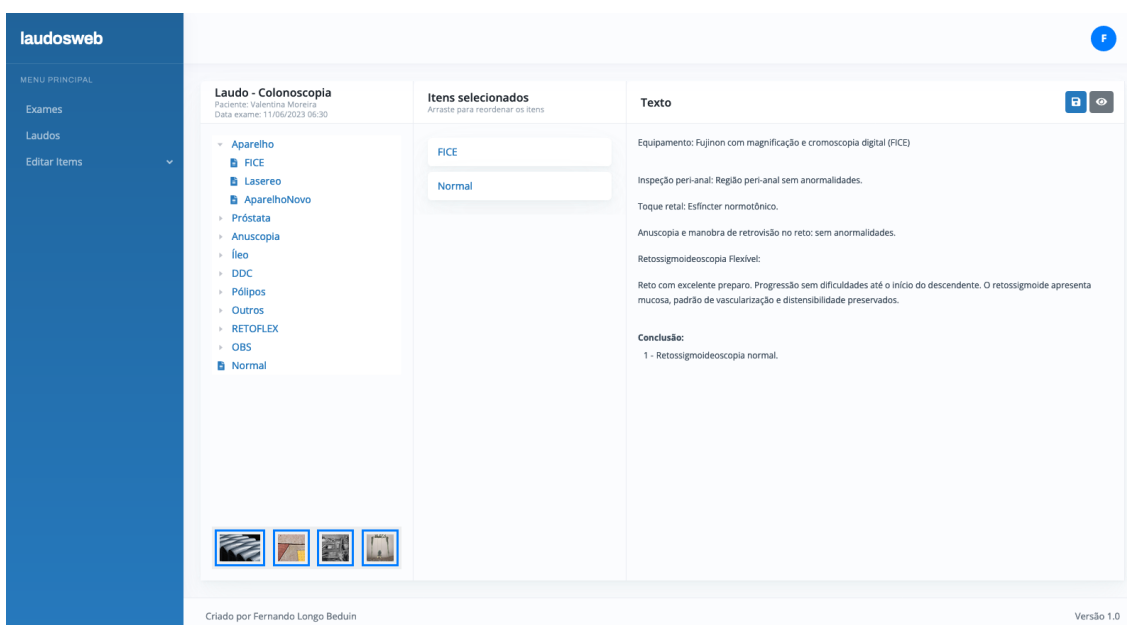 laudosweb
F
MENU PRINCIPAL
Exames
Laudos
Editar Items
Laudo - Colonoscopia
Paciente: Valentina Moreira
Data exame: 11/06/2023 06:30
Aparelho
FICE
Lasereo
AparelhoNovo
Próstata
Anuscopia
Íleo
DDC
Pólipos
Outros
RETOFLEX
OBS
Normal
Itens selecionados
Arraste para reordenar os itens
FICE
Normal
Texto
Equipamento: Fujinon com magnificação e cromoscopia digital (FICE)
Inspeção peri-anal: Região peri-anal sem anormalidades.
Toque retal: Esfíncter normotônico.
Anuscopia e manobra de retrovisão no reto: sem anormalidades.
Retossigmoideoscopia Flexível:
Reto com excelente preparo. Progressão sem dificuldades até o início do descendente. O retossigmoide apresenta
mucosa, padrão de vascularização e distensibilidade preservados.
Conclusão:
1 - Retossigmoideoscopia normal.
Criado por Fernando Longo Beduin
Versão 1.0